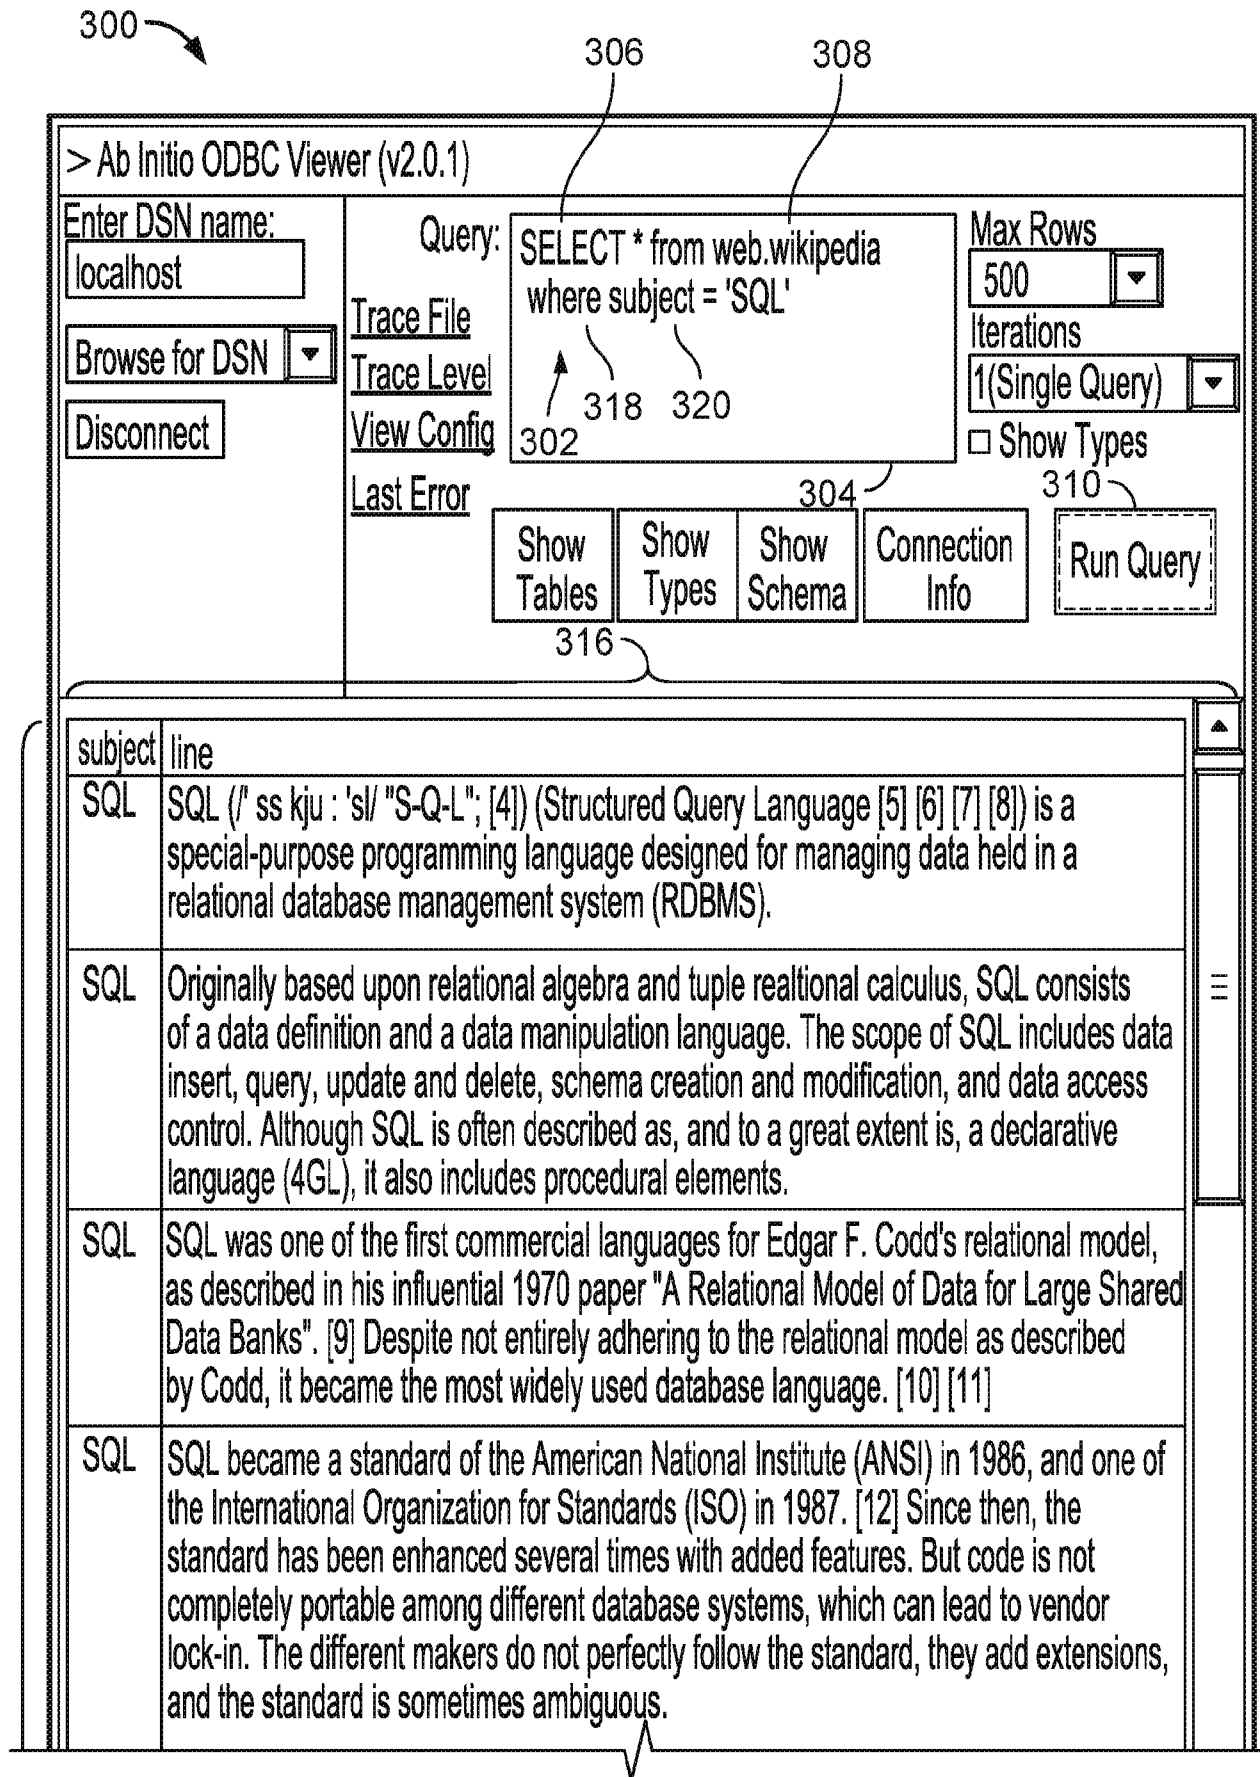 300
306
308
> Ab Initio ODBC Viewer (v2.0.1)
Enter DSN name:
localhost
Browse for DSN
Disconnect
Query:
Trace File
Trace Level
View Config
Last Error
SELECT * from web.wikipedia
where subject = 'SQL'
318
320
302
304
Max Rows
500
Iterations
1(Single Query)
Show Types
310
Show
Tables
Show
Types
Show
Schema
Connection
Info
Run Query
316
subject line
SQL SQL (/' ss kju : 'sl/ "S-Q-L"; [4]) (Structured Query Language [5] [6] [7] [8]) is a
special-purpose programming language designed for managing data held in a
relational database management system (RDBMS).
SQL Originally based upon relational algebra and tuple realtional calculus, SQL consists
of a data definition and a data manipulation language. The scope of SQL includes data
insert, query, update and delete, schema creation and modification, and data access
control. Although SQL is often described as, and to a great extent is, a declarative
language (4GL), it also includes procedural elements.
SQL SQL was one of the first commercial languages for Edgar F. Codd's relational model,
as described in his influential 1970 paper "A Relational Model of Data for Large Shared
Data Banks". [9] Despite not entirely adhering to the relational model as described
by Codd, it became the most widely used database language. [10] [11]
SQL SQL became a standard of the American National Institute (ANSI) in 1986, and one of
the International Organization for Standards (ISO) in 1987. [12] Since then, the
standard has been enhanced several times with added features. But code is not
completely portable among different database systems, which can lead to vendor
lock-in. The different makers do not perfectly follow the standard, they add extensions,
and the standard is sometimes ambiguous.